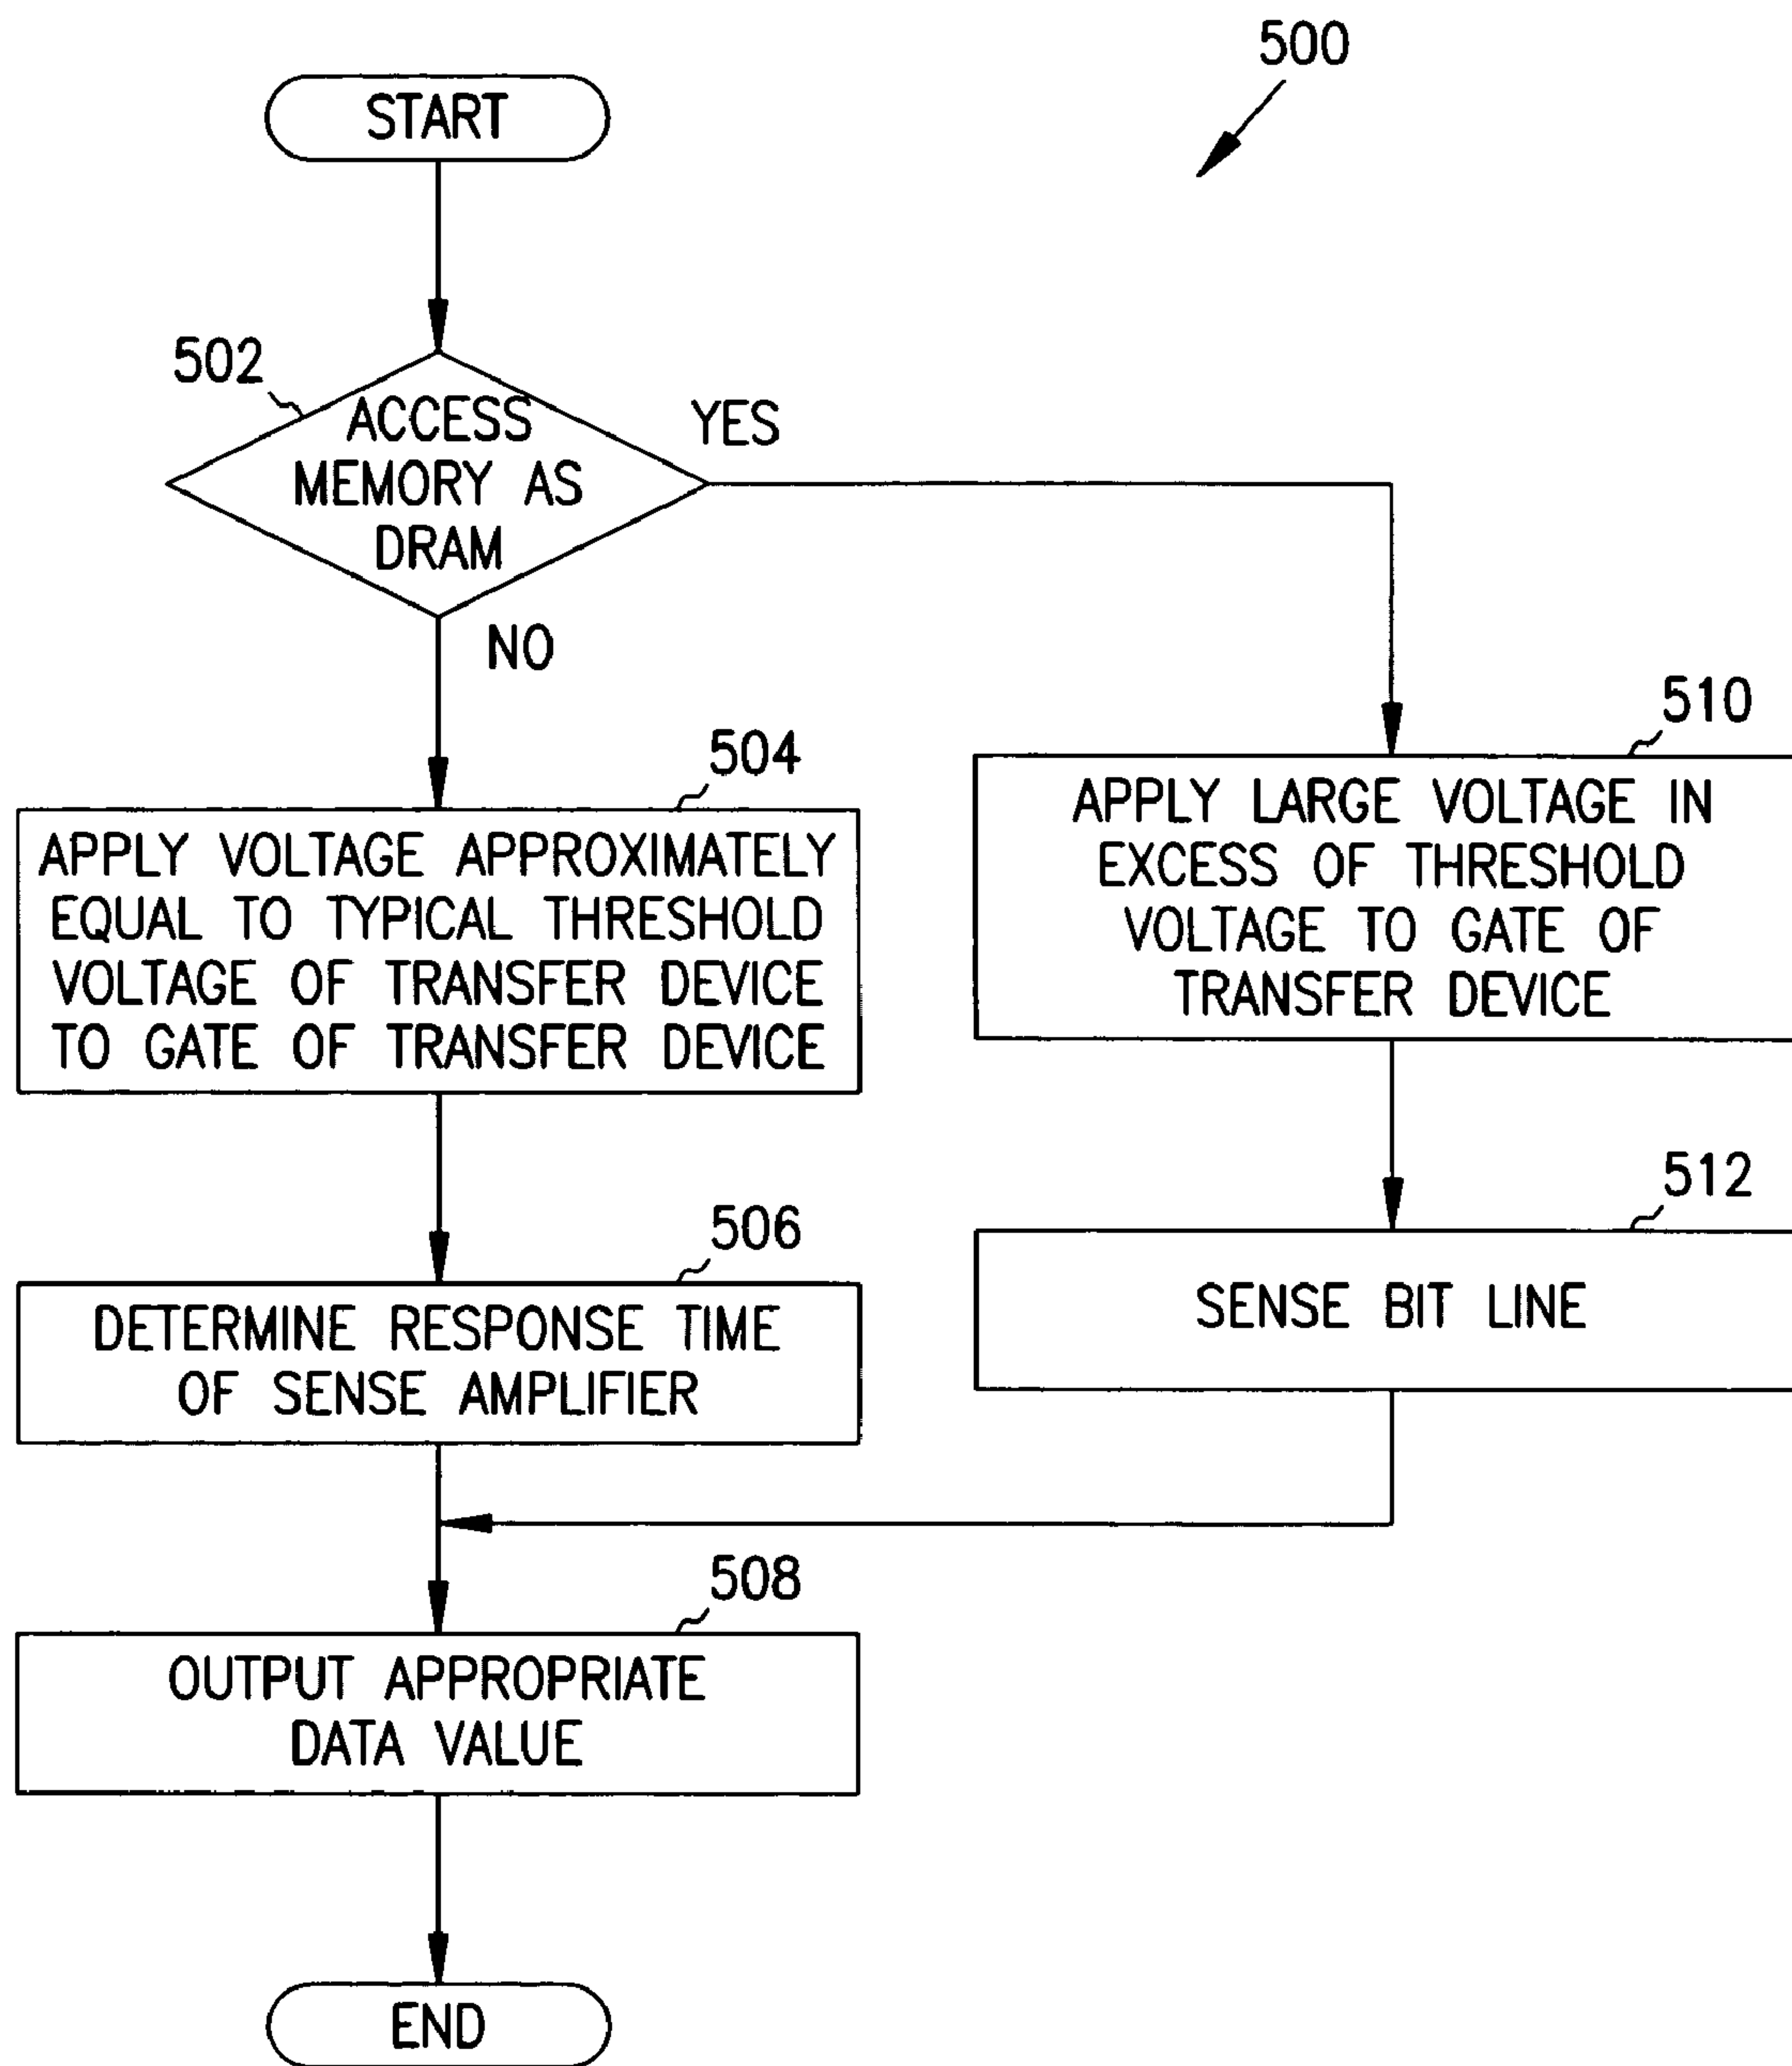 500
START
502
ACCESS
MEMORY AS
DRAM
YES
NO
504
APPLY VOLTAGE APPROXIMATELY
EQUAL TO TYPICAL THRESHOLD
VOLTAGE OF TRANSFER DEVICE
TO GATE OF TRANSFER DEVICE
510
APPLY LARGE VOLTAGE IN
EXCESS OF THRESHOLD
VOLTAGE TO GATE OF
TRANSFER DEVICE
506
DETERMINE RESPONSE TIME
OF SENSE AMPLIFIER
512
SENSE BIT LINE
508
OUTPUT APPROPRIATE
DATA VALUE
END